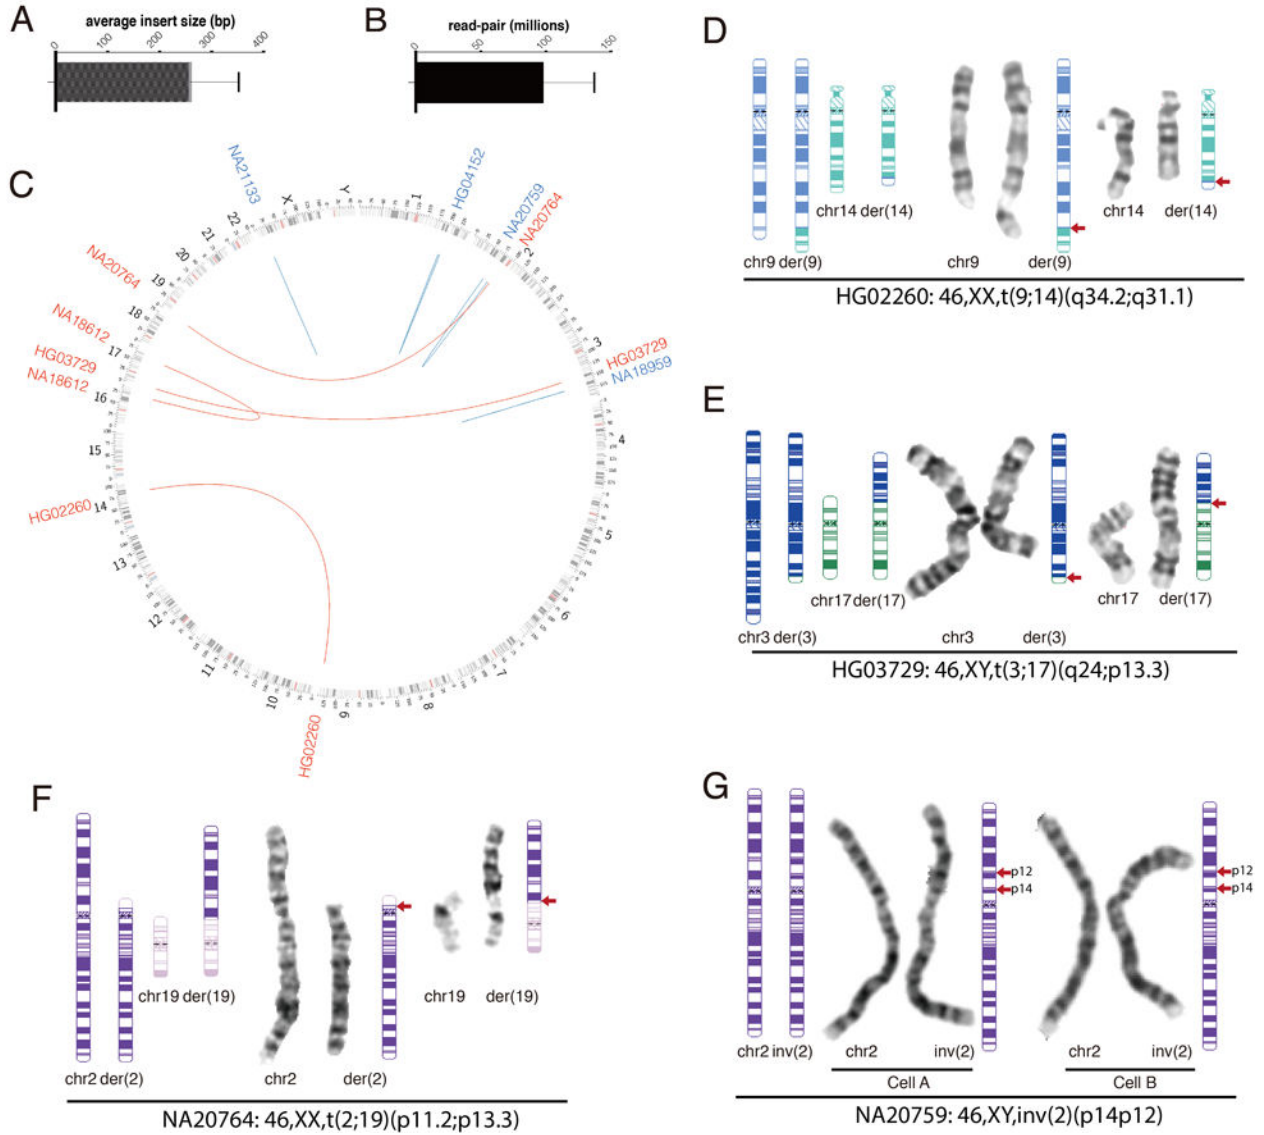 A
average insert size (bp)
0 100 200 300 400
B
read-pair (millions)
0 50 100 150
C
NA21133
HG04152
NA20759
NA20764
NA20764
NA18612
HG03729
NA18612
HG02260
HG03729
NA18959
HG02260
1
2
3
4
5
6
7
8
9
10
11
12
13
14
15
16
17
18
19
20
21
22
X
Y
D
chr14 der(14)
chr14 der(14)
chr9 der(9)
chr9 der(9)
HG02260: 46,XX,t(9;14)(q34.2;q31.1)
E
chr17 der(17)
chr17 der(17)
chr3 der(3)
chr3 der(3)
HG03729: 46,XY,t(3;17)(q24;p13.3)
F
chr19 der(19)
chr19 der(19)
chr2 der(2)
chr2 der(2)
NA20764: 46,XX,t(2;19)(p11.2;p13.3)
G
p12
p14
p12
p14
chr2 inv(2)
chr2 inv(2)
chr2 inv(2)
Cell A
Cell B
NA20759: 46,XY,inv(2)(p14p12)